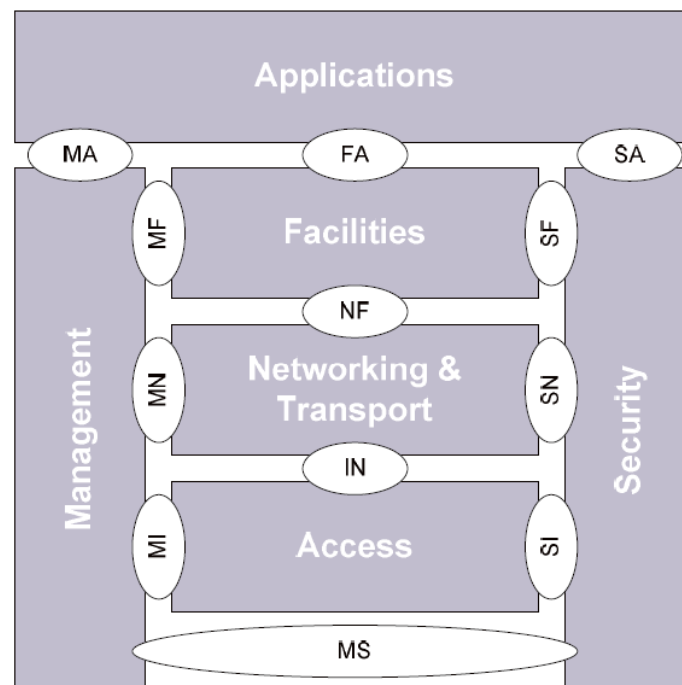 Applications
MA
FA
SA
MF
Facilities
SF
NF
Management
MN
Networking &
Transport
SN
Security
IN
MI
Access
SI
MS